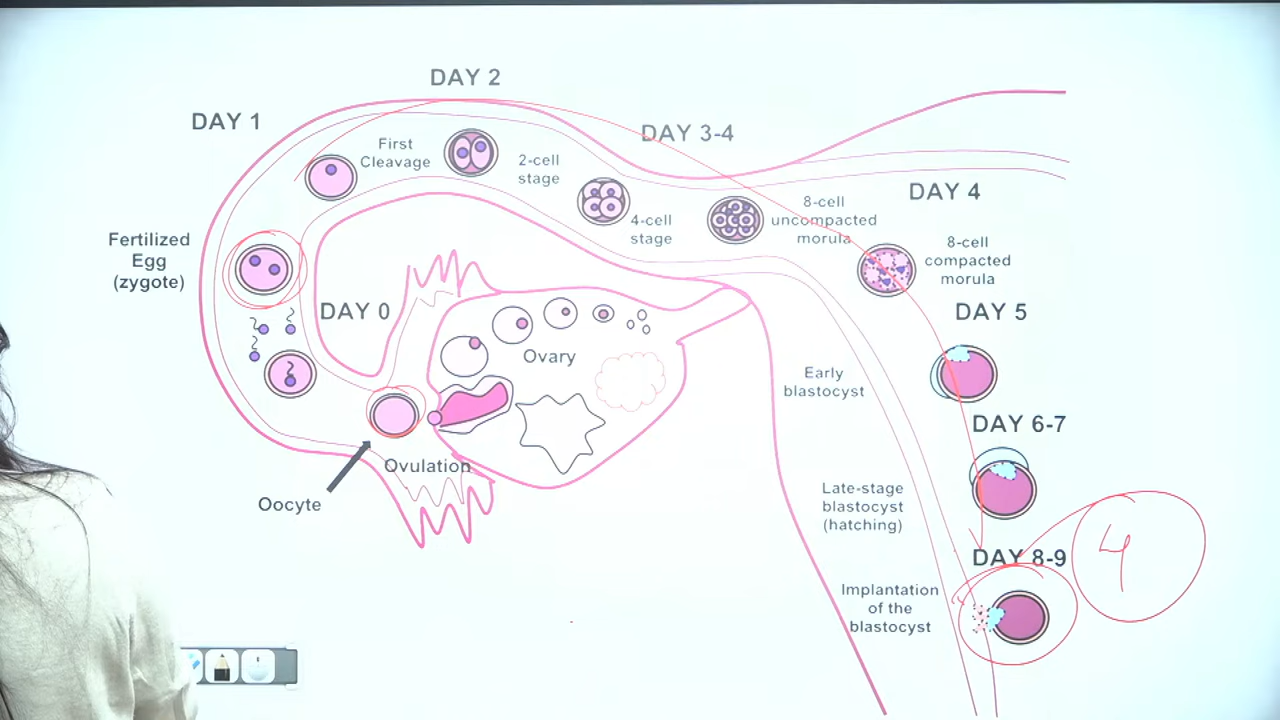 DAY 2
DAY 1
DAY 3-4
First
Cleavage
2-cell
stage
DAY 4
8-cell
uncompacted
morula
4-cell
stage
Fertilized
Egg
(zygote)
8-cell
compacted
morula
DAY 0
DAY 5
Ovary
Early
blastocyst
DAY 6-7
Ovulation
Oocyte
Late-stage
blastocyst
(hatching)
DAY 8-9
4
Implantation
of the
blastocyst